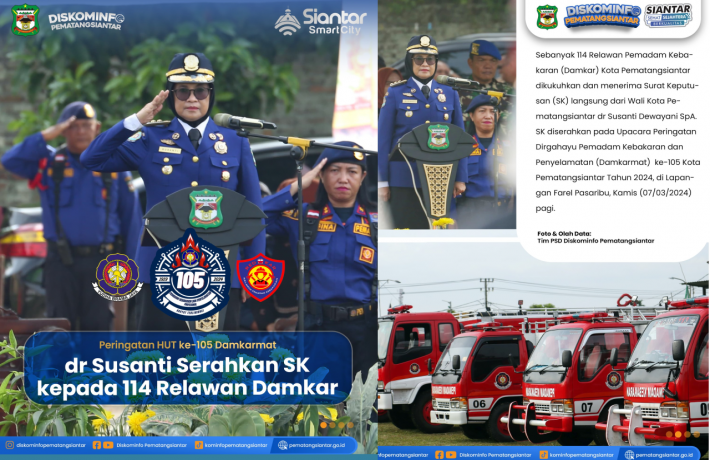 DISKOMINFO
PEMATANGSIANTAR
Siantar
SmartCity
105
Peringatan HUT ke-105 Damkarmat
dr Susanti Serahkan SK
kepada 114 Relawan Damkar
diskominfopematangsiantar
Diskominfo Pematangsiantar
kominfopematangsiantar
pematangsiantar.go.id
DISKOMINFO
PEMATANGSIANTAR
SIANTAR
Sebanyak 114 Relawan Pemadam Keba-
karan (Damkar) Kota Pematangsiantar
dikukuhkan dan menerima Surat Keputu-
san (SK) langsung dari Wali Kota Pe-
matangsiantar dr Susanti Dewayani SpA.
SK diserahkan pada Upacara Peringatan
Dirgahayu Pemadam Kebakaran dan
Penyelamatan (Damkarmat) ke-105 Kota
Pematangsiantar Tahun 2024, di Lapan-
gan Farel Pasaribu, Kamis (07/03/2024)
pagi.
Foto & Olah Data:
Tim PSD Diskominfo Pematangsiantar
06
07
nfopematangsiantar
Diskominfo Pematangsiantar
kominfopematangsiantar
pematangsiantar.go.id